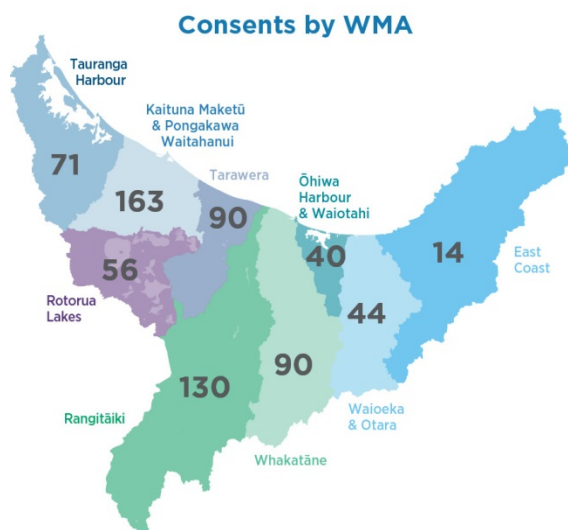 Consents by WMA
Tauranga
Harbour
71
Kaituna Maketū
& Pongakawa
Waitahanui
163
Tarawera
90
Ōhiwa
Harbour
& Waiotahi
40
14
East
Coast
56
Rotorua
Lakes
44
Waioeka
& Otara
130
Rangitāiki
90
Whakatāne